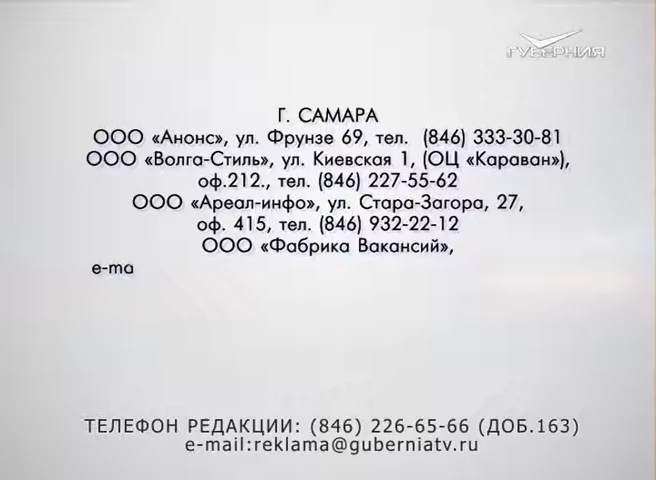 ГУБЕРНИЯ
Г. САМАРА
ООО «Анонс», ул. Фрунзе 69, тел. (846) 333-30-81
ООО «Волга-Стиль», ул. Киевская 1, (ОЦ «Караван»),
оф.212., тел. (846) 227-55-62
ООО «Ареал-инфо», ул. Стара-Загора, 27,
оф. 415, тел. (846) 932-22-12
ООО «Фабрика Вакансий»,
e-ma
ТЕЛЕФОН РЕДАКЦИИ: (846) 226-65-66 (ДОБ.163)
e-mail:reklama@guberniatv.ru